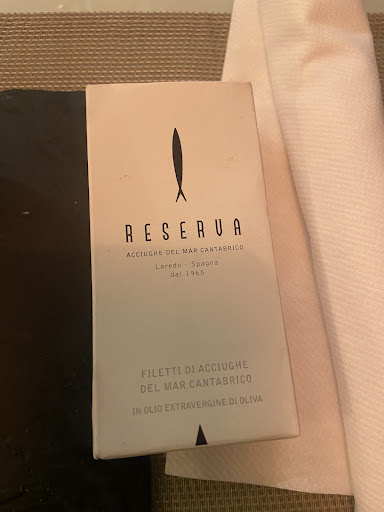 RESERVA
ACCIUGHE DEL MAR CANTABRICO
Laredo - Spagna
dal 1965
FILETTI DI ACCIUGHE
DEL MAR CANTABRICO
IN OLIO EXTRAVERGINE DI OLIVA